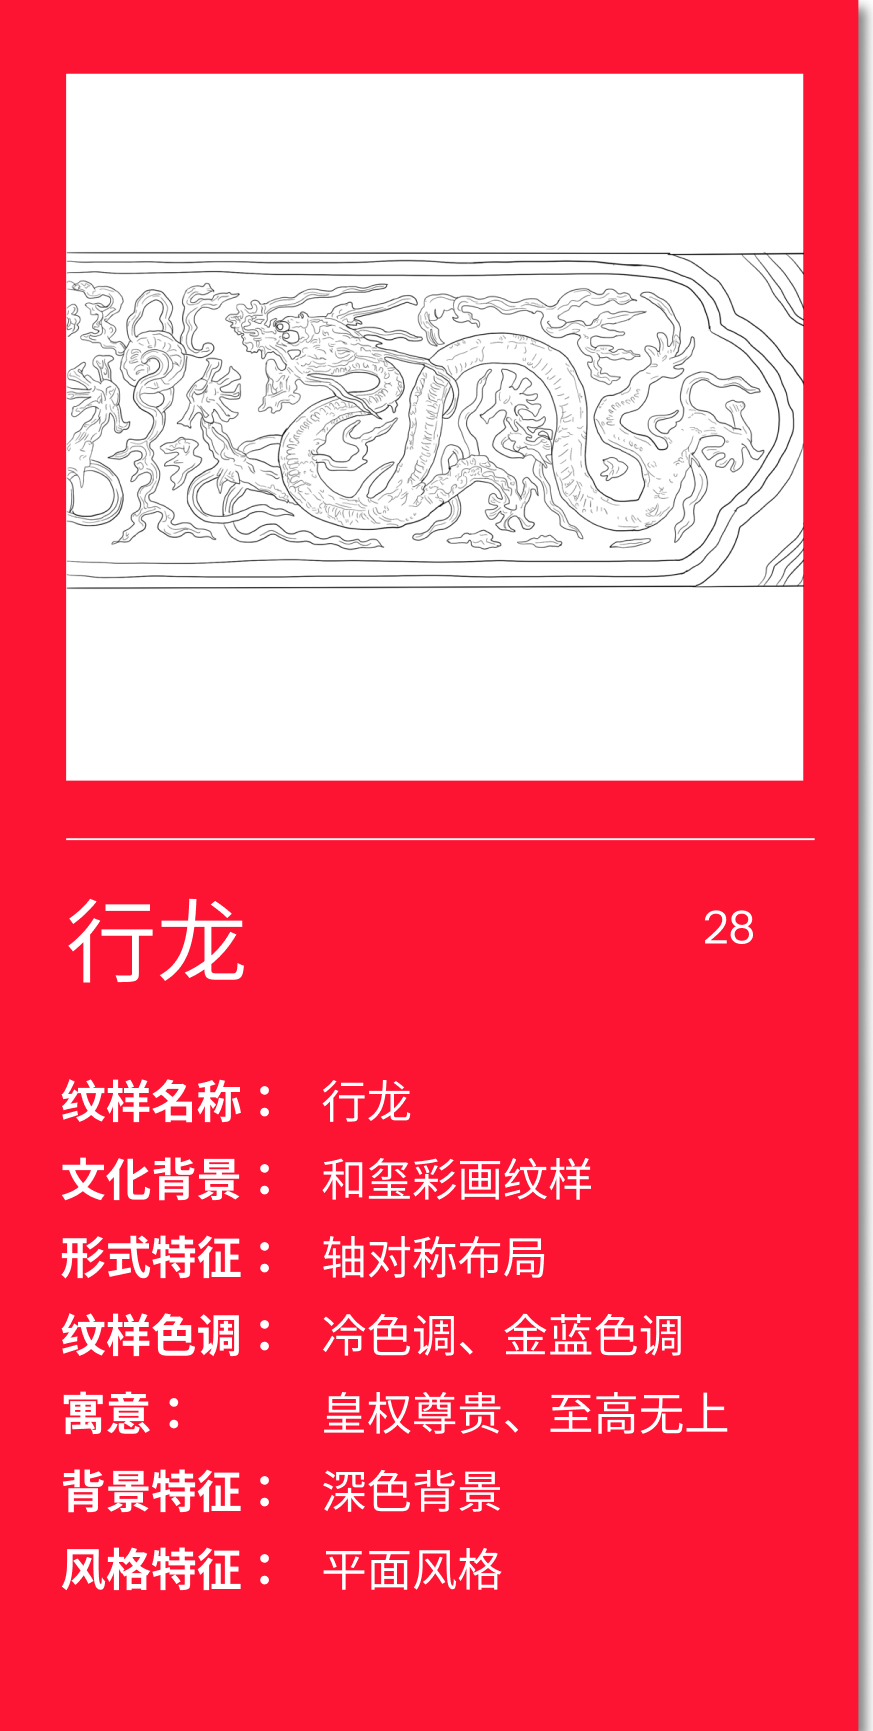 行龙
28
纹样名称： 行龙
文化背景： 和玺彩画纹样
形式特征： 轴对称布局
纹样色调： 冷色调、金蓝色调
寓意： 皇权尊贵、至高无上
背景特征： 深色背景
风格特征： 平面风格